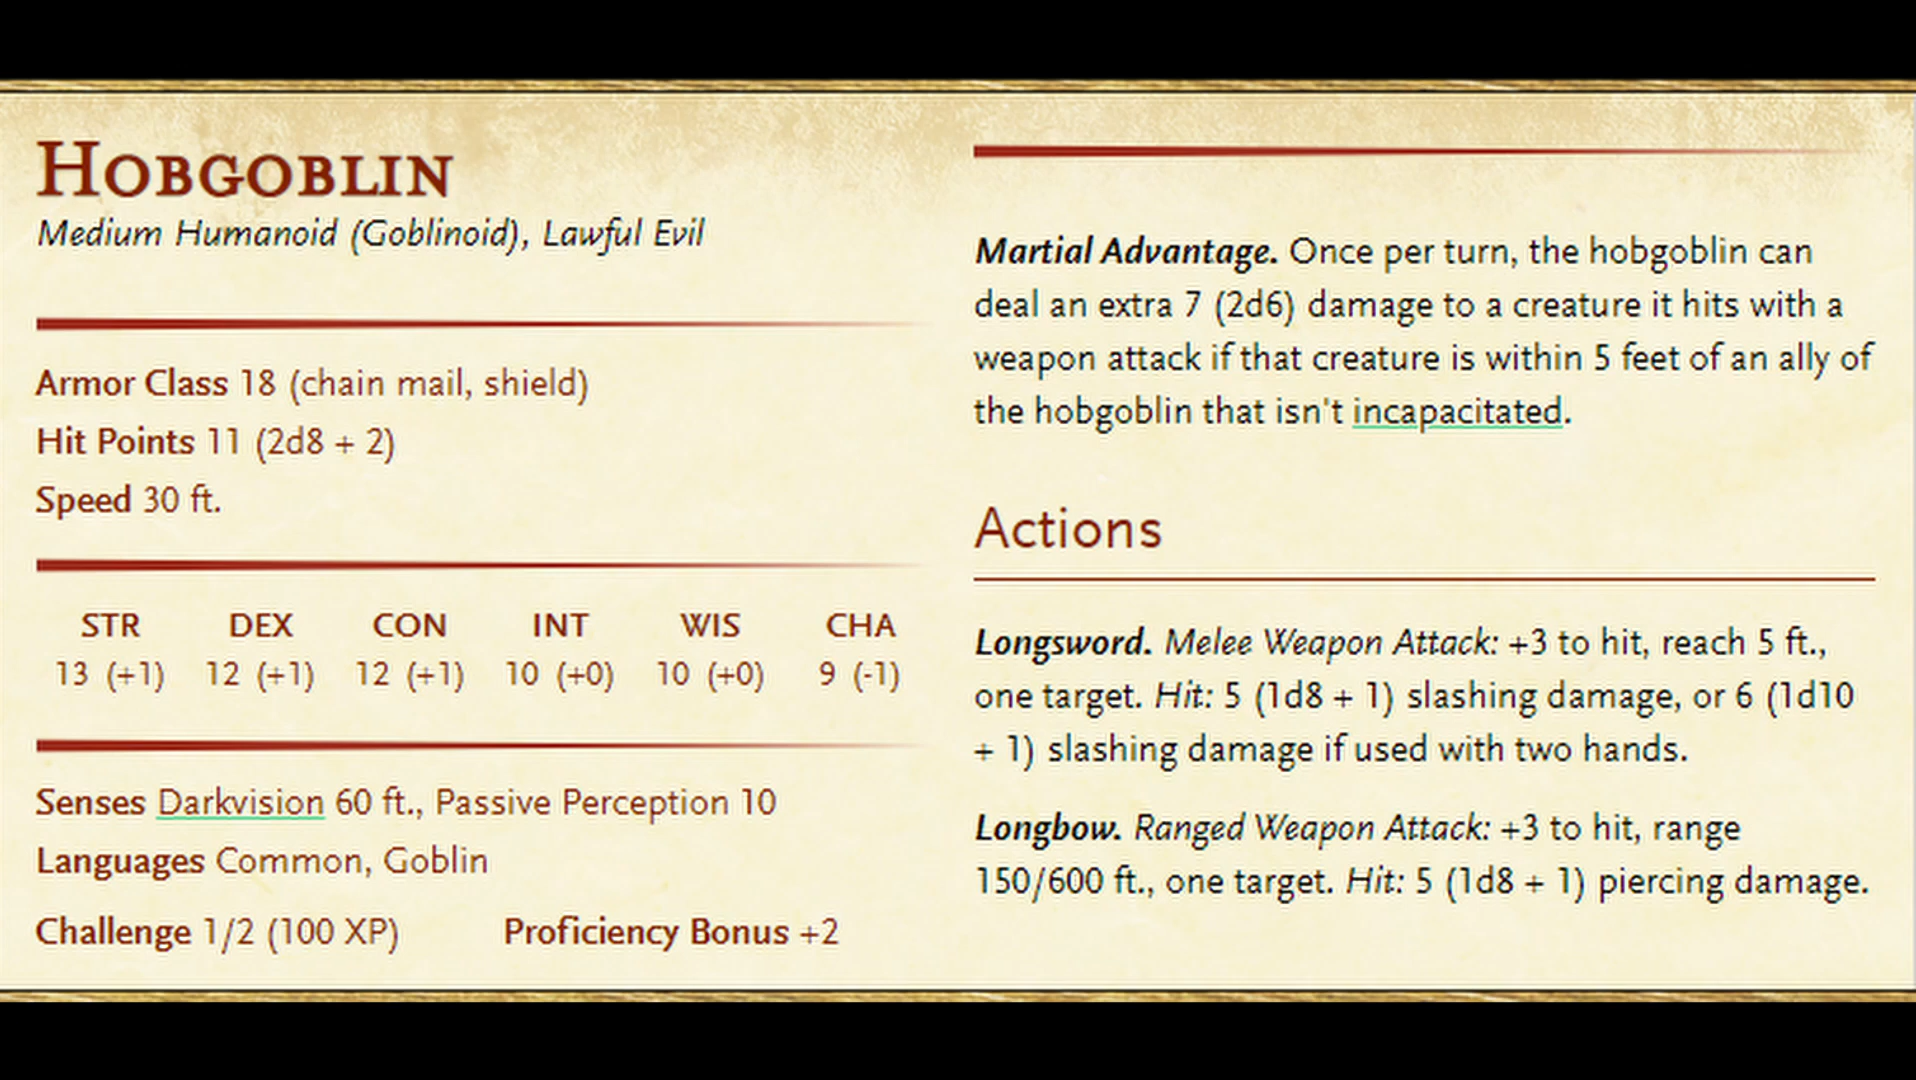 HOBGOBLIN
Medium Humanoid (Goblinoid), Lawful Evil
Armor Class 18 (chain mail, shield)
Hit Points 11 (2d8 + 2)
Speed 30 ft.
STR DEX CON INT WIS CHA
13 (+1) 12 (+1) 12 (+1) 10 (+0) 10 (+0) 9 (-1)
Senses Darkvision 60 ft., Passive Perception 10
Languages Common, Goblin
Challenge 1/2 (100 XP) Proficiency Bonus +2
Martial Advantage. Once per turn, the hobgoblin can
deal an extra 7 (2d6) damage to a creature it hits with a
weapon attack if that creature is within 5 feet of an ally of
the hobgoblin that isn't incapacitated.
Actions
Longsword. Melee Weapon Attack: +3 to hit, reach 5 ft.,
one target. Hit: 5 (1d8 + 1) slashing damage, or 6 (1d10
+ 1) slashing damage if used with two hands.
Longbow. Ranged Weapon Attack: +3 to hit, range
150/600 ft., one target. Hit: 5 (1d8 + 1) piercing damage.